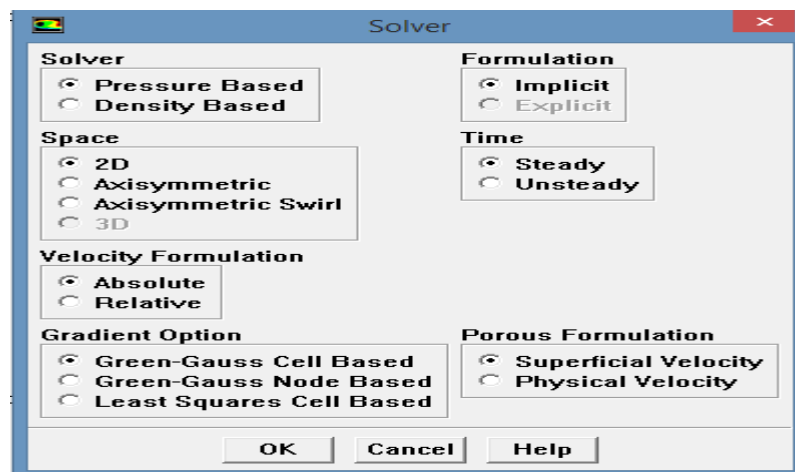 Solver
Solver
Pressure Based
Density Based
Formulation
Implicit
Explicit
Space
2D
Axisymmetric
Axisymmetric Swirl
3D
Time
Steady
Unsteady
Velocity Formulation
Absolute
Relative
Gradient Option
Green-Gauss Cell Based
Green-Gauss Node Based
Least Squares Cell Based
Porous Formulation
Superficial Velocity
Physical Velocity
OK Cancel Help